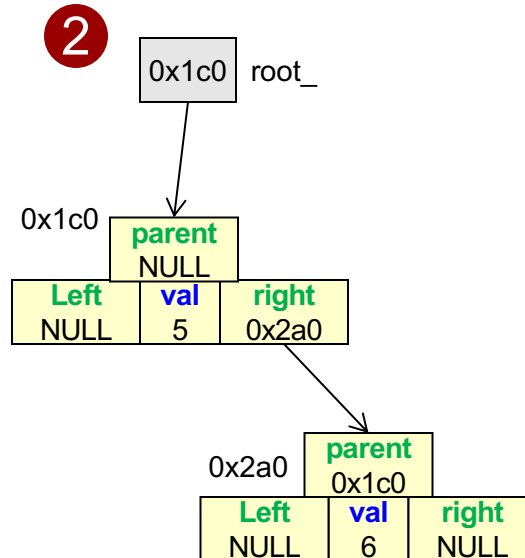 2
0x1c0 root_
0x1c0
parent
NULL
Left val right
NULL 5 0x2a0
0x2a0
parent
0x1c0
Left val right
NULL 6 NULL